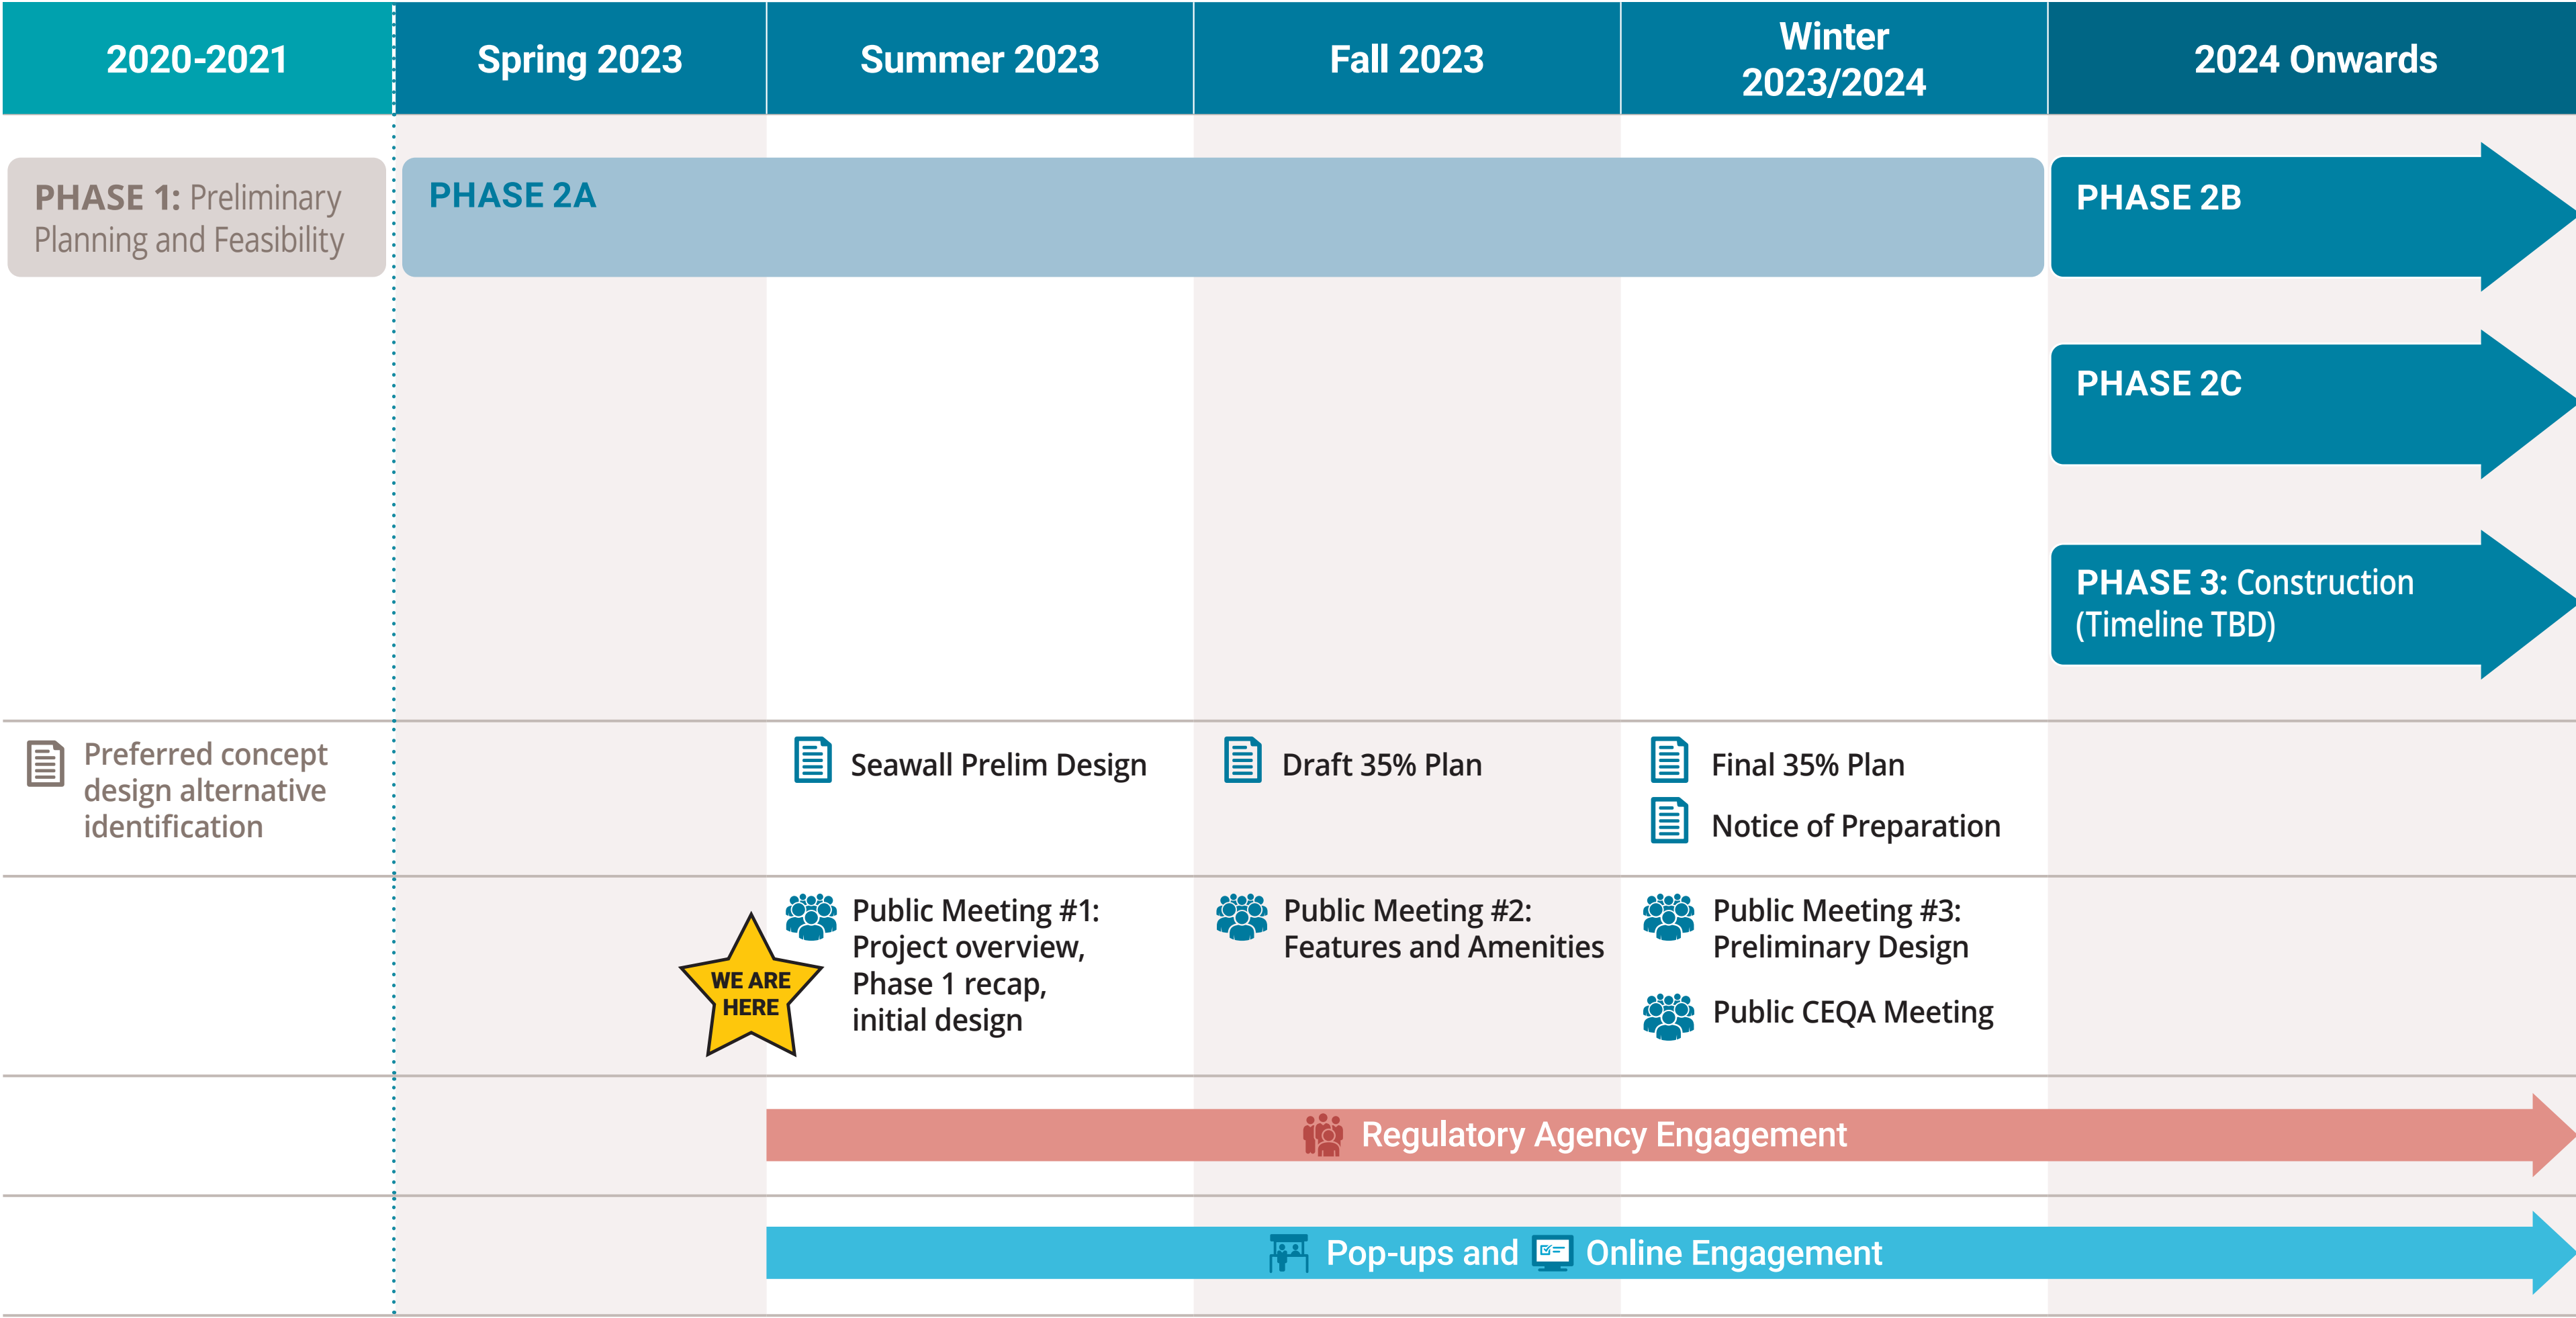 2020-2021
Spring 2023
Summer 2023
Fall 2023
Winter
2023/2024
2024 Onwards
PHASE 1: Preliminary
Planning and Feasibility
PHASE 2A
PHASE 2B
PHASE 2C
PHASE 3: Construction
(Timeline TBD)
Preferred concept
design alternative
identification
Seawall Prelim Design
Draft 35% Plan
Final 35% Plan
Notice of Preparation
WE ARE
HERE
Public Meeting #1:
Project overview,
Phase 1 recap,
initial design
Public Meeting #2:
Features and Amenities
Public Meeting #3:
Preliminary Design
Public CEQA Meeting
Regulatory Agency Engagement
Pop-ups and Online Engagement